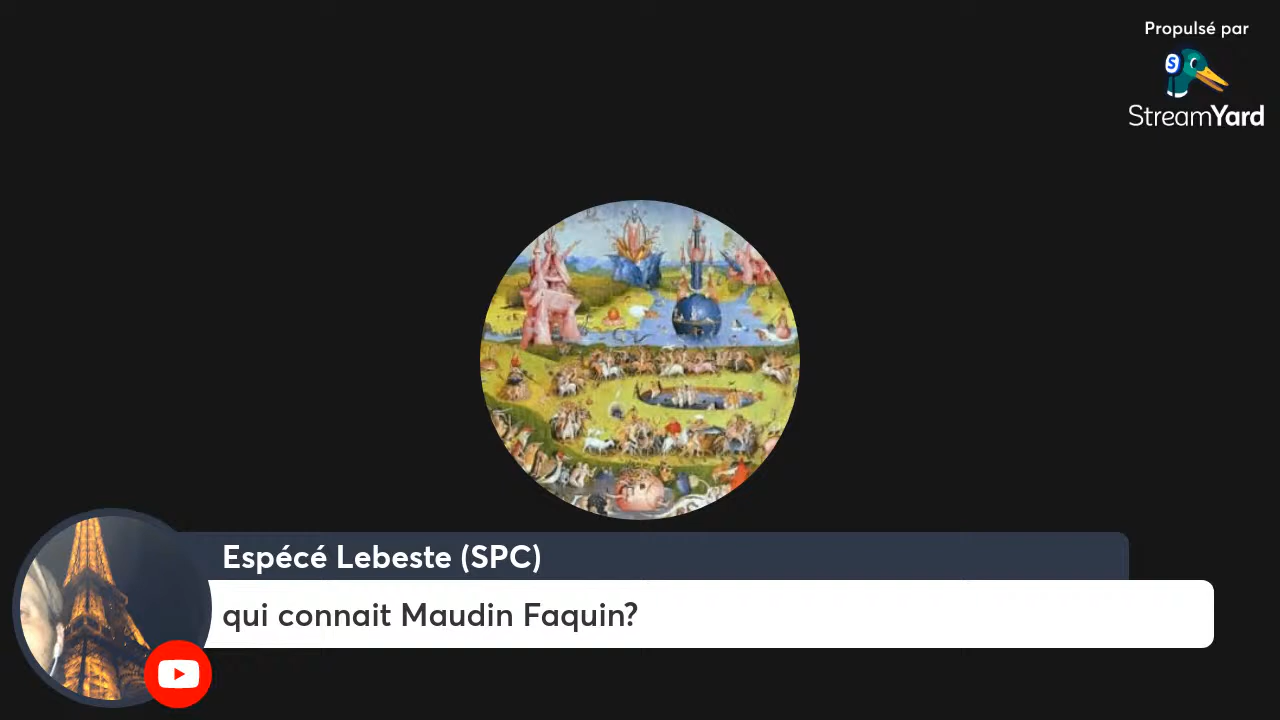 Propulsé par
S
StreamYard
Espécé Lebeste (SPC)
qui connait Maudin Faquin?